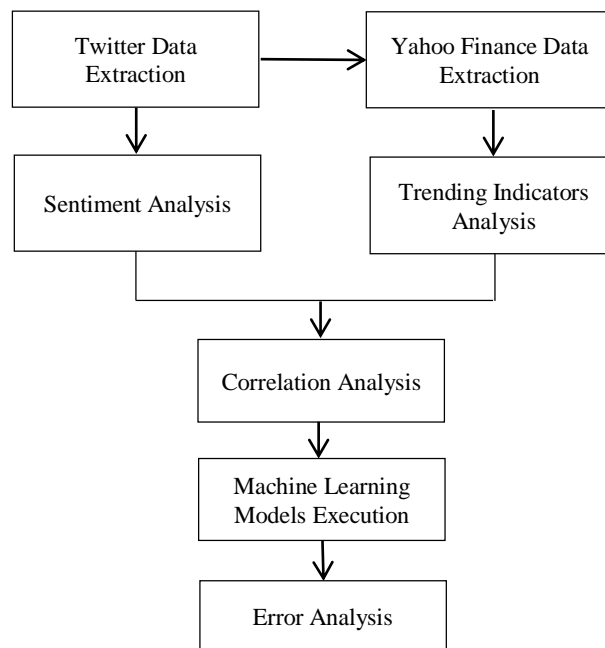 Twitter Data
Extraction
Yahoo Finance Data
Extraction
Sentiment Analysis
Trending Indicators
Analysis
Correlation Analysis
Machine Learning
Models Execution
Error Analysis